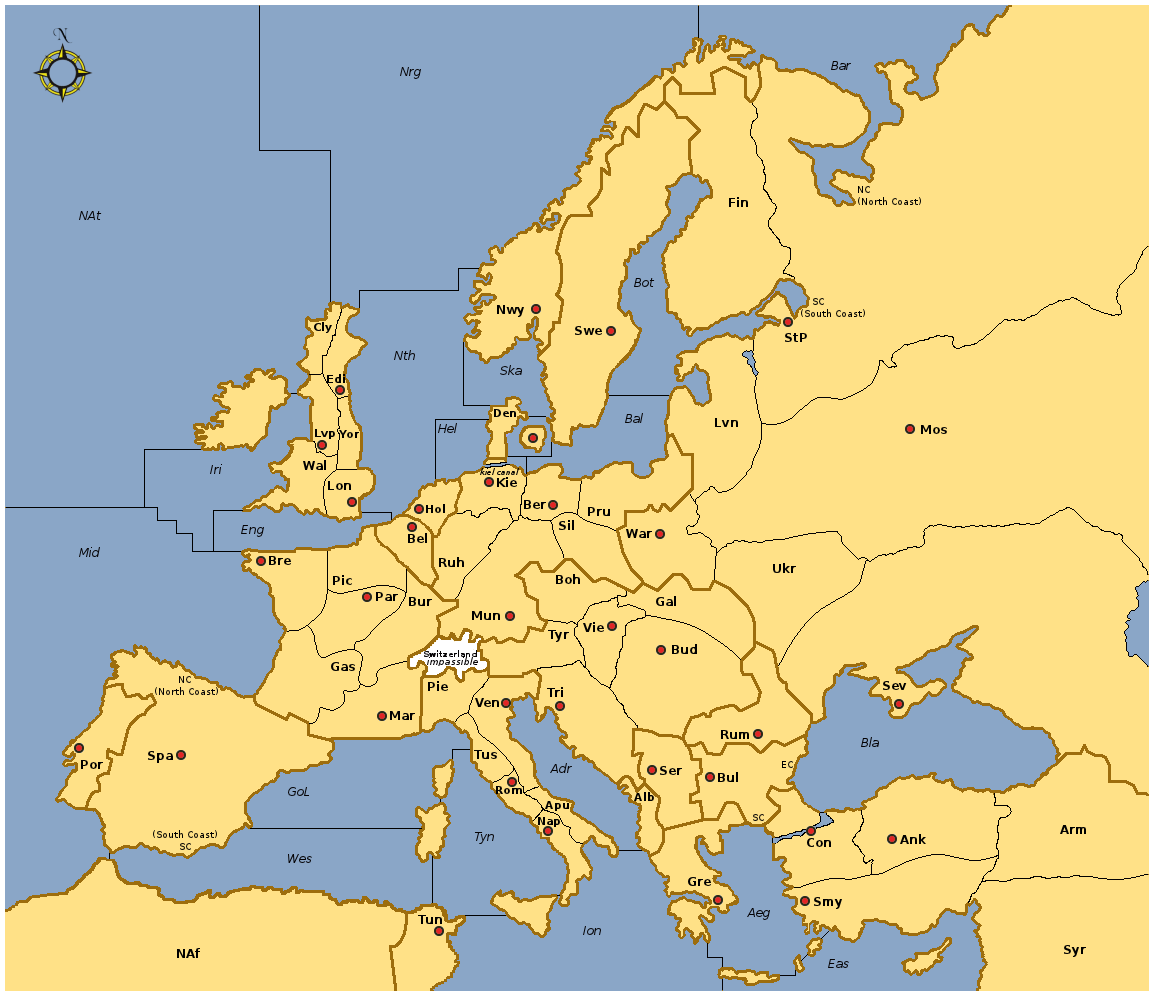 N
Nrg
Bar
NAt
NC
(North Coast)
Fin
Bot
SC
(South Coast)
StP
Nwy
Swe
Cly
Nth
Ska
Edi
Den
Bal
Lvn
Mos
Hel
Lvp
Yor
Iri
Wal
kiel canal
Kie
Lon
Ber
Pru
Hol
Sil
Eng
War
Bel
Mid
Bre
Ruh
Ukr
Pic
Boh
Par
Bur
Gal
Mun
Vie
Tyr
Bud
Switzerland
impassible
Gas
NC
(North Coast)
Pie
Sev
Tri
Ven
Mar
Rum
Bla
Spa
Tus
Por
EC
Adr
Ser
Bul
GoL
Rom
Alb
Apu
SC
Nap
Arm
(South Coast)
SC
Tyn
Ank
Con
Wes
Gre
Smy
Aeg
Tun
Ion
NAf
Syr
Eas